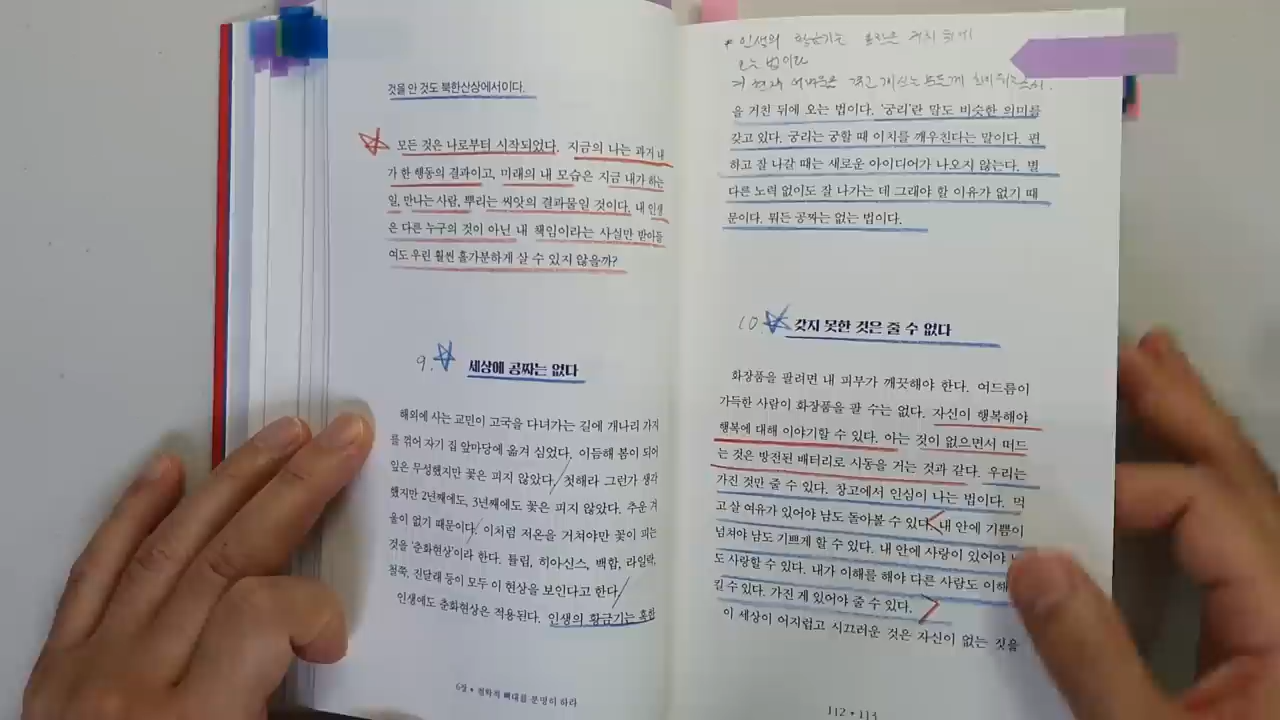 것을 안 것도 북한산상에서이다.
모든 것은 나로부터 시작되었다. 지금의 나는 과거 내
가 한 행동의 결과이고, 미래의 내 모습은 지금 내가 하는
일, 만나는 사람, 뿌리는 씨앗의 결과물일 것이다. 내 인생
은 다른 누구의 것이 아닌 내 책임이라는 사실만 받아들
여도 우린 훨씬 홀가분하게 살 수 있지 않을까?
9. 세상에 공짜는 없다
해외에 사는 교민이 고국을 다녀가는 길에 개나리 가지
를 꺾어 자기 집 앞마당에 옮겨 심었다. 이듬해 봄이 되어
잎은 무성했지만 꽃은 피지 않았다. 첫해라 그런가 생각
했지만 2년째에도, 3년째에도 꽃은 피지 않았다. 추운 겨
울이 없기 때문이다. 이처럼 저온을 거쳐야만 꽃이 피는
것을 '춘화현상'이라 한다. 튤립, 히아신스, 백합, 라일락,
철쭉, 진달래 등이 모두 이 현상을 보인다고 한다.
인생에도 춘화현상은 적용된다. 인생의 황금기는 혹한
6장 • 철학의 뼈대를 분명히 하라
* 인생의 황금기는 혹한을 거친 뒤에
오는 법이다
을 거친 뒤에 오는 법이다. '궁리'란 말도 비슷한 의미를
갖고 있다. 궁리는 궁할 때 이치를 깨우친다는 말이다. 편
하고 잘 나갈 때는 새로운 아이디어가 나오지 않는다. 별
다른 노력 없이도 잘 나가는 데 그래야 할 이유가 없기 때
문이다. 뭐든 공짜는 없는 법이다.
10. 갖지 못한 것은 줄 수 없다
화장품을 팔려면 내 피부가 깨끗해야 한다. 여드름이
가득한 사람이 화장품을 팔 수는 없다. 자신이 행복해야
행복에 대해 이야기할 수 있다. 아는 것이 없으면서 떠드
는 것은 방전된 배터리로 시동을 거는 것과 같다. 우리는
가진 것만 줄 수 있다. 창고에서 인심이 나는 법이다. 먹
고 살 여유가 있어야 남도 돌아볼 수 있다. 내 안에 기쁨이
넘쳐야 남도 기쁘게 할 수 있다. 내 안에 사랑이 있어야
도 사랑할 수 있다. 내가 이해를 해야 다른 사람도 이해
킬 수 있다. 가진 게 있어야 줄 수 있다.
이 세상이 어지럽고 시끄러운 것은 자신이 없는 것을
112 • 113